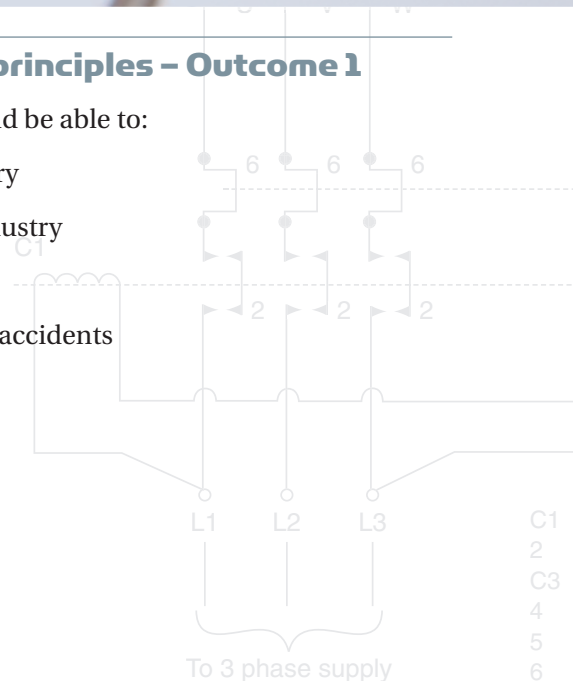 principles – Outcome 1
d be able to:
ry
ustry
accidents
6 6 6
C1
2 2 2
L1 L2 L3
C1
2
C3
4
5
6
To 3 phase supply